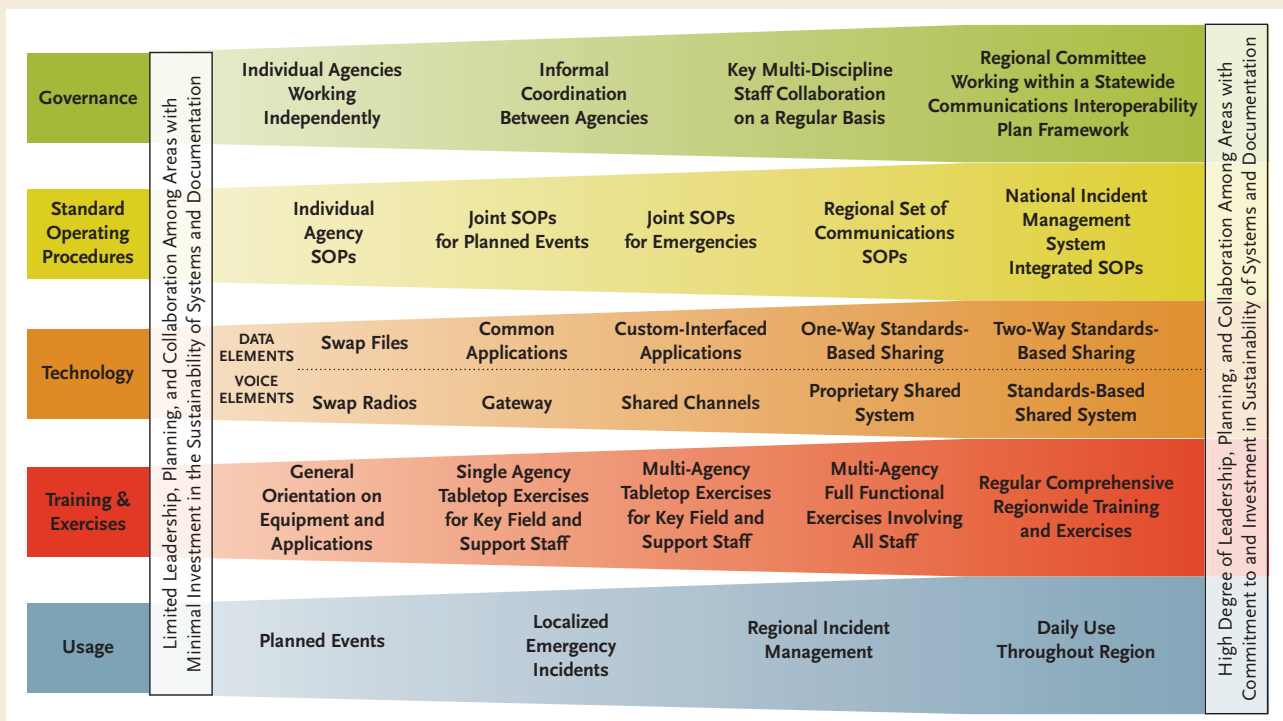 Governance
Limited Leadership, Planning, and Collaboration Among Areas with
Minimal Investment in the Sustainability of Systems and Documentation
Individual Agencies
Working
Independently
Informal
Coordination
Between Agencies
Key Multi-Discipline
Staff Collaboration
on a Regular Basis
Regional Committee
Working within a Statewide
Communications Interoperability
Plan Framework
High Degree of Leadership, Planning, and Collaboration Among Areas with
Commitment to and Investment in Sustainability of Systems and Documentation
Standard
Operating
Procedures
Individual
Agency
SOPs
Joint SOPs
for Planned Events
Joint SOPs
for Emergencies
Regional Set of
Communications
SOPs
National Incident
Management
System
Integrated SOPs
Technology
DATA
ELEMENTS
Swap Files
Common
Applications
Custom-Interfaced
Applications
One-Way Standards-
Based Sharing
Two-Way Standards-
Based Sharing
VOICE
ELEMENTS
Swap Radios
Gateway
Shared Channels
Proprietary Shared
System
Standards-Based
Shared System
Training &
Exercises
General
Orientation on
Equipment and
Applications
Single Agency
Tabletop Exercises
for Key Field and
Support Staff
Multi-Agency
Tabletop Exercises
for Key Field and
Support Staff
Multi-Agency
Full Functional
Exercises Involving
All Staff
Regular Comprehensive
Regionwide Training
and Exercises
Usage
Planned Events
Localized
Emergency
Incidents
Regional Incident
Management
Daily Use
Throughout Region